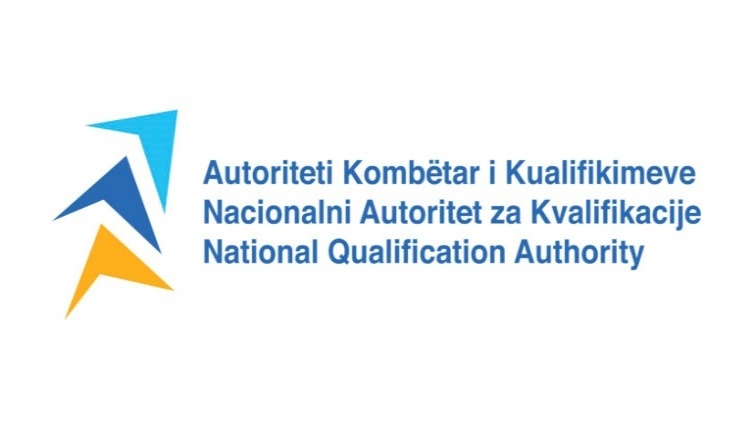 Autoriteti Kombëtar i Kualifikimeve
Nacionalni Autoritet za Kvalifikacije
National Qualification Authority